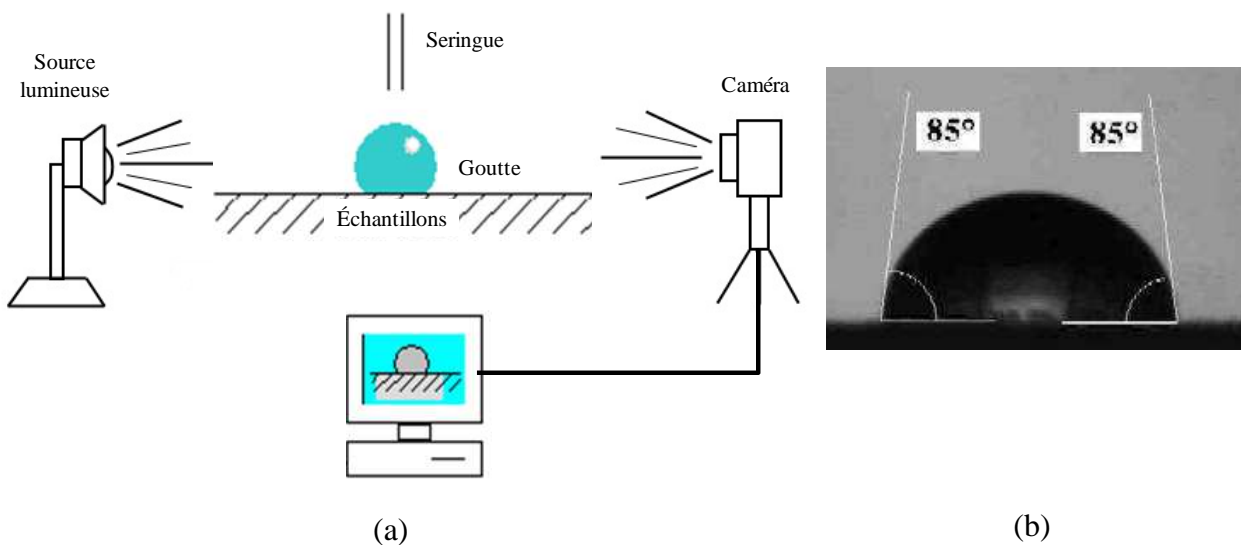 Seringue
Source
lumineuse
Caméra
Goutte
Échantillons
85°
85°
(a)
(b)